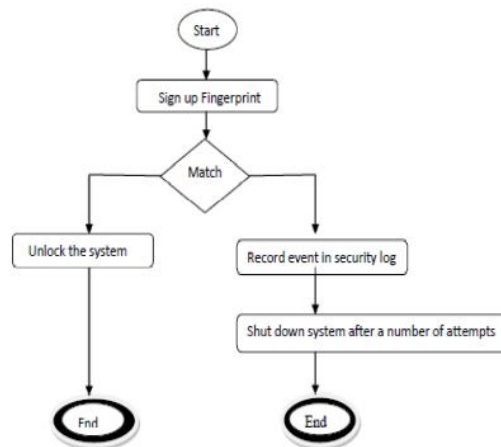 Start
Sign up Fingerprint
Match
Unlock the system
Record event in security log
Shut down system after a number of attempts
End
End